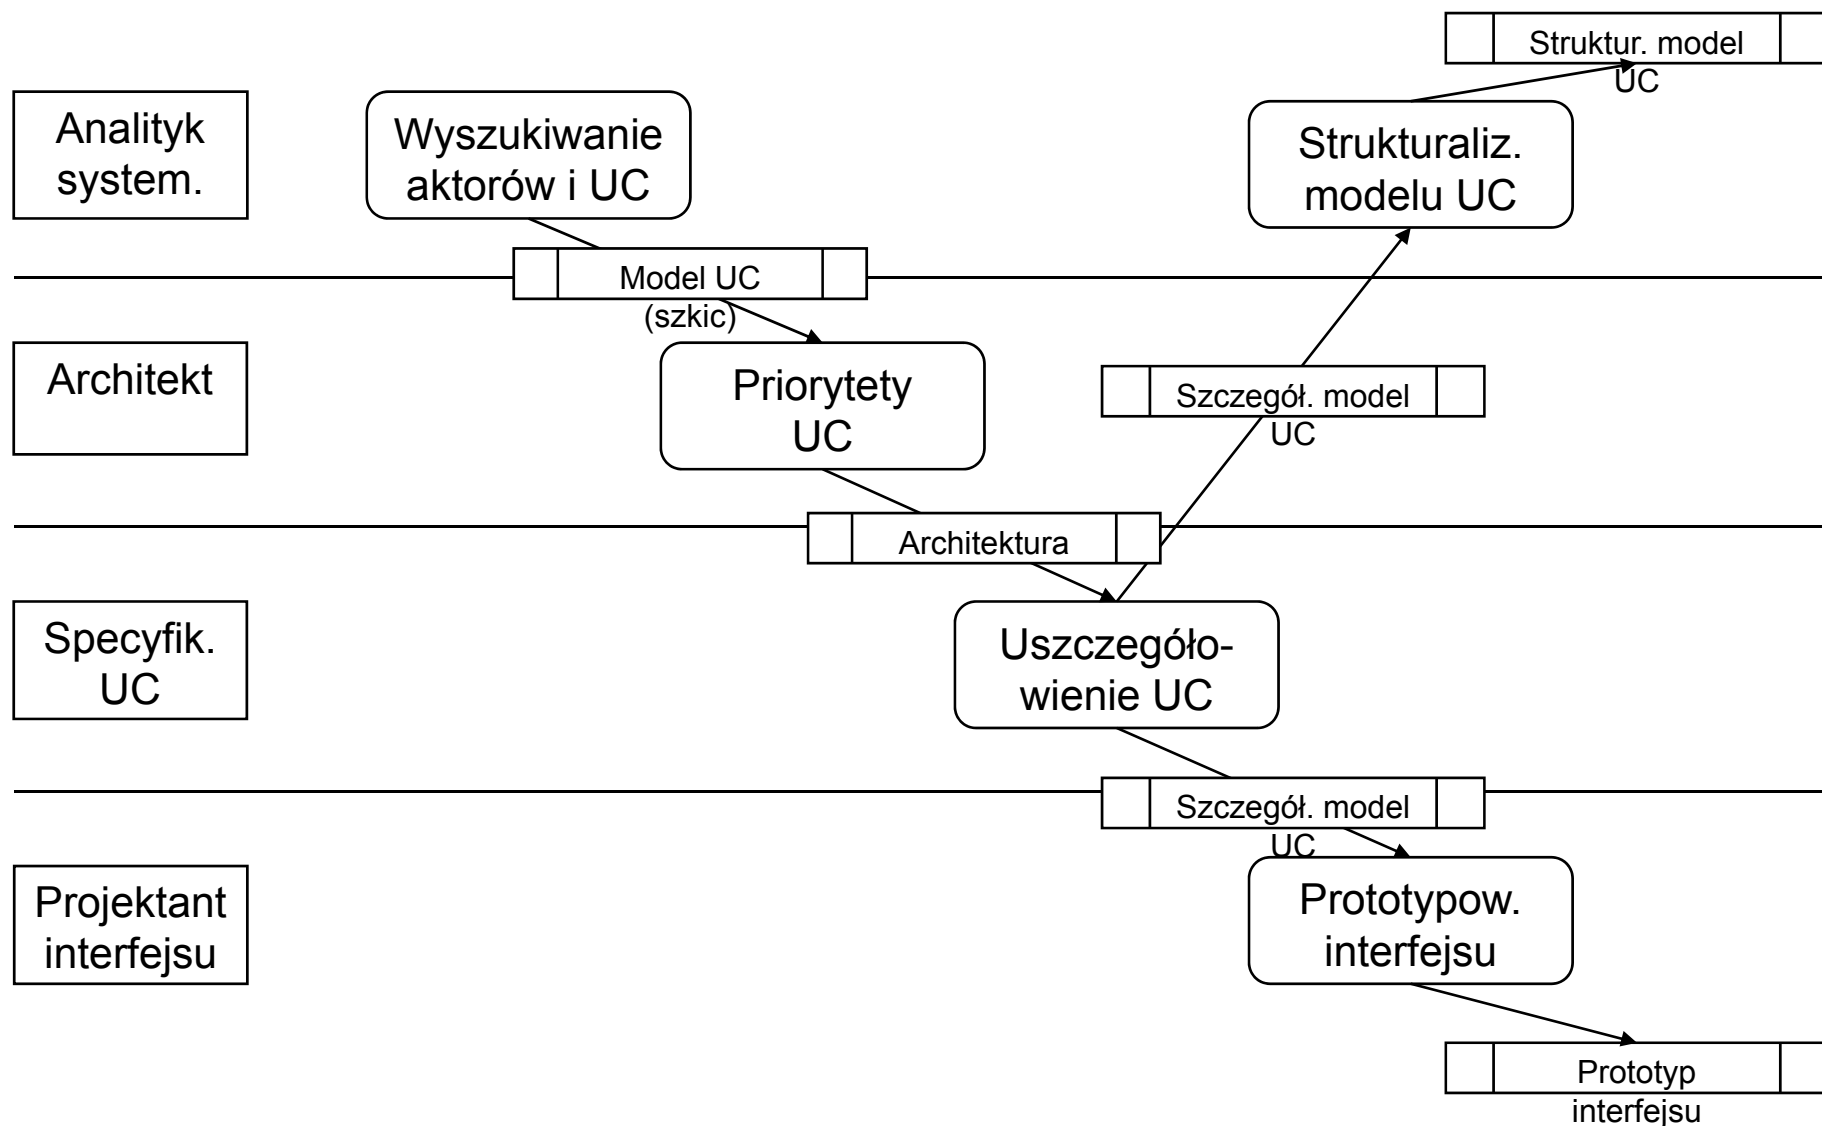 Struktur. model
UC
Analityk
system.
Wyszukiwanie
aktorów i UC
Strukturaliz.
modelu UC
Model UC
(szkic)
Architekt
Priorytety
UC
Szczegół. model
UC
Architektura
Specyfik.
UC
Uszczegóło-
wienie UC
Szczegół. model
UC
Projektant
interfejsu
Prototypow.
interfejsu
Prototyp
interfejsu